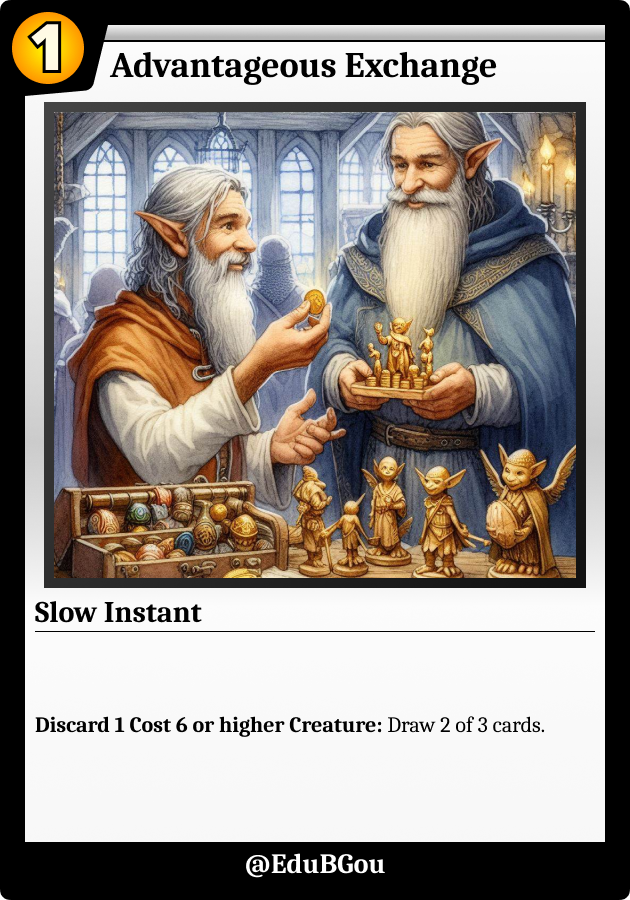 1
Advantageous Exchange
Slow Instant
Discard 1 Cost 6 or higher Creature: Draw 2 of 3 cards.
@EduBGou